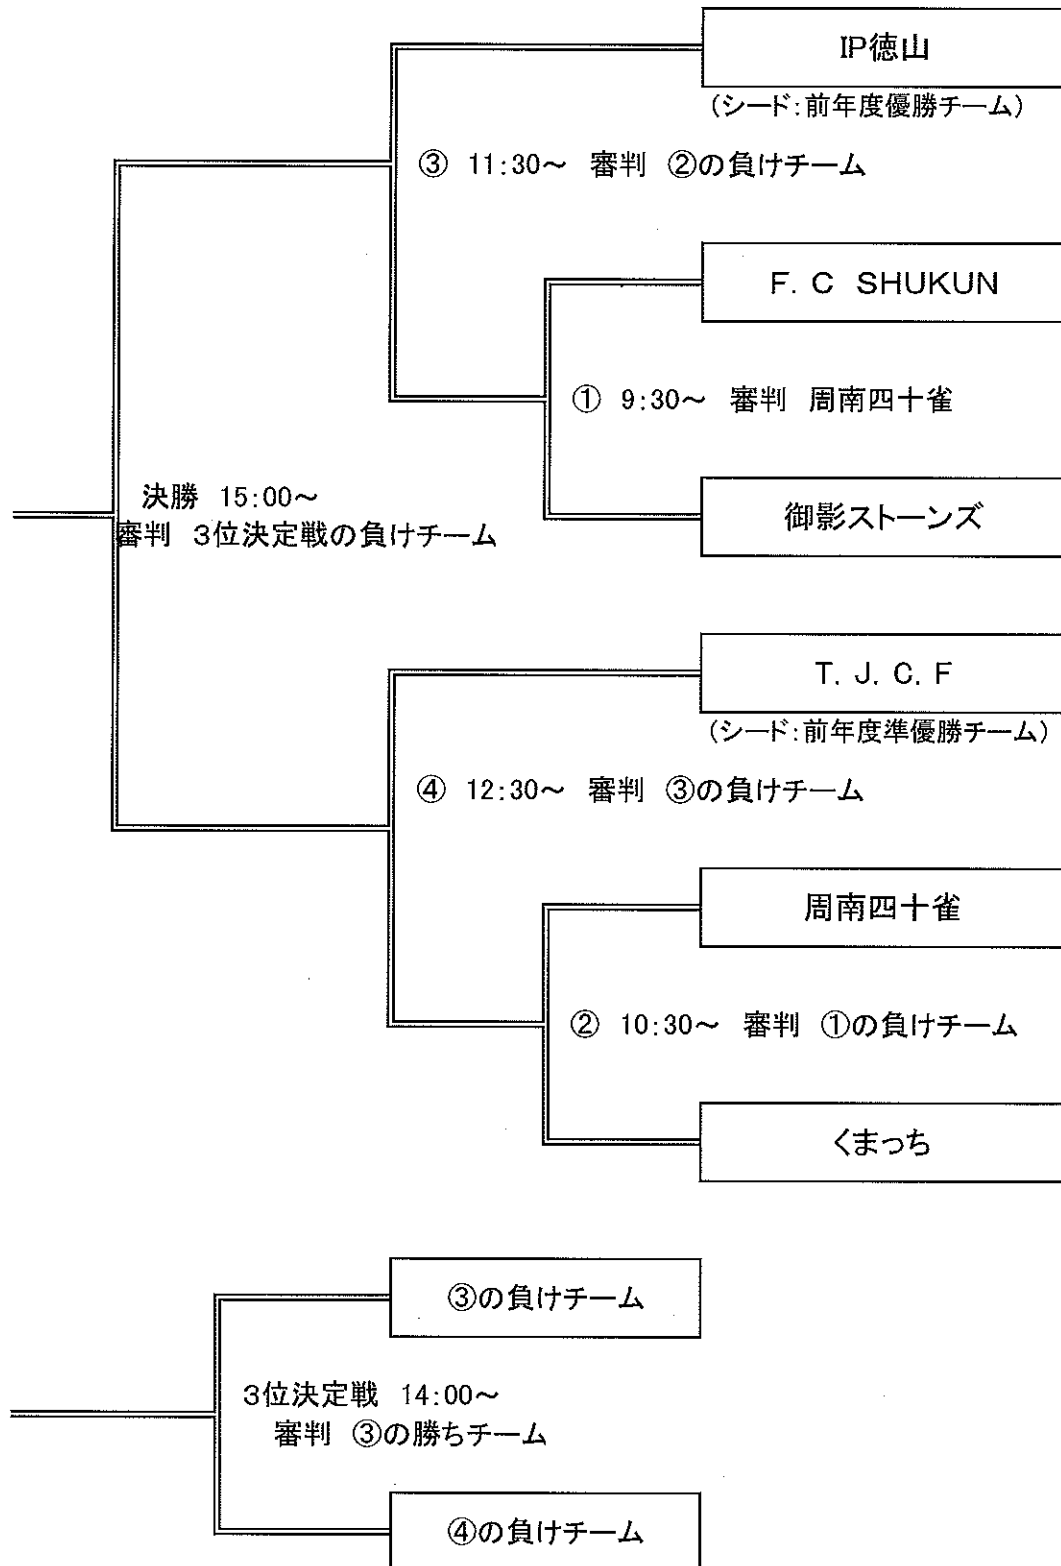 IP徳山
(シード:前年度優勝チーム)
③ 11:30～ 審判 ②の負けチーム
F. C SHUKUN
① 9:30～ 審判 周南四十雀
決勝 15:00～
審判 3位決定戦の負けチーム
御影ストーンズ
T. J. C. F
(シード:前年度準優勝チーム)
④ 12:30～ 審判 ③の負けチーム
周南四十雀
② 10:30～ 審判 ①の負けチーム
くまっち
③の負けチーム
3位決定戦 14:00～
審判 ③の勝ちチーム
④の負けチーム